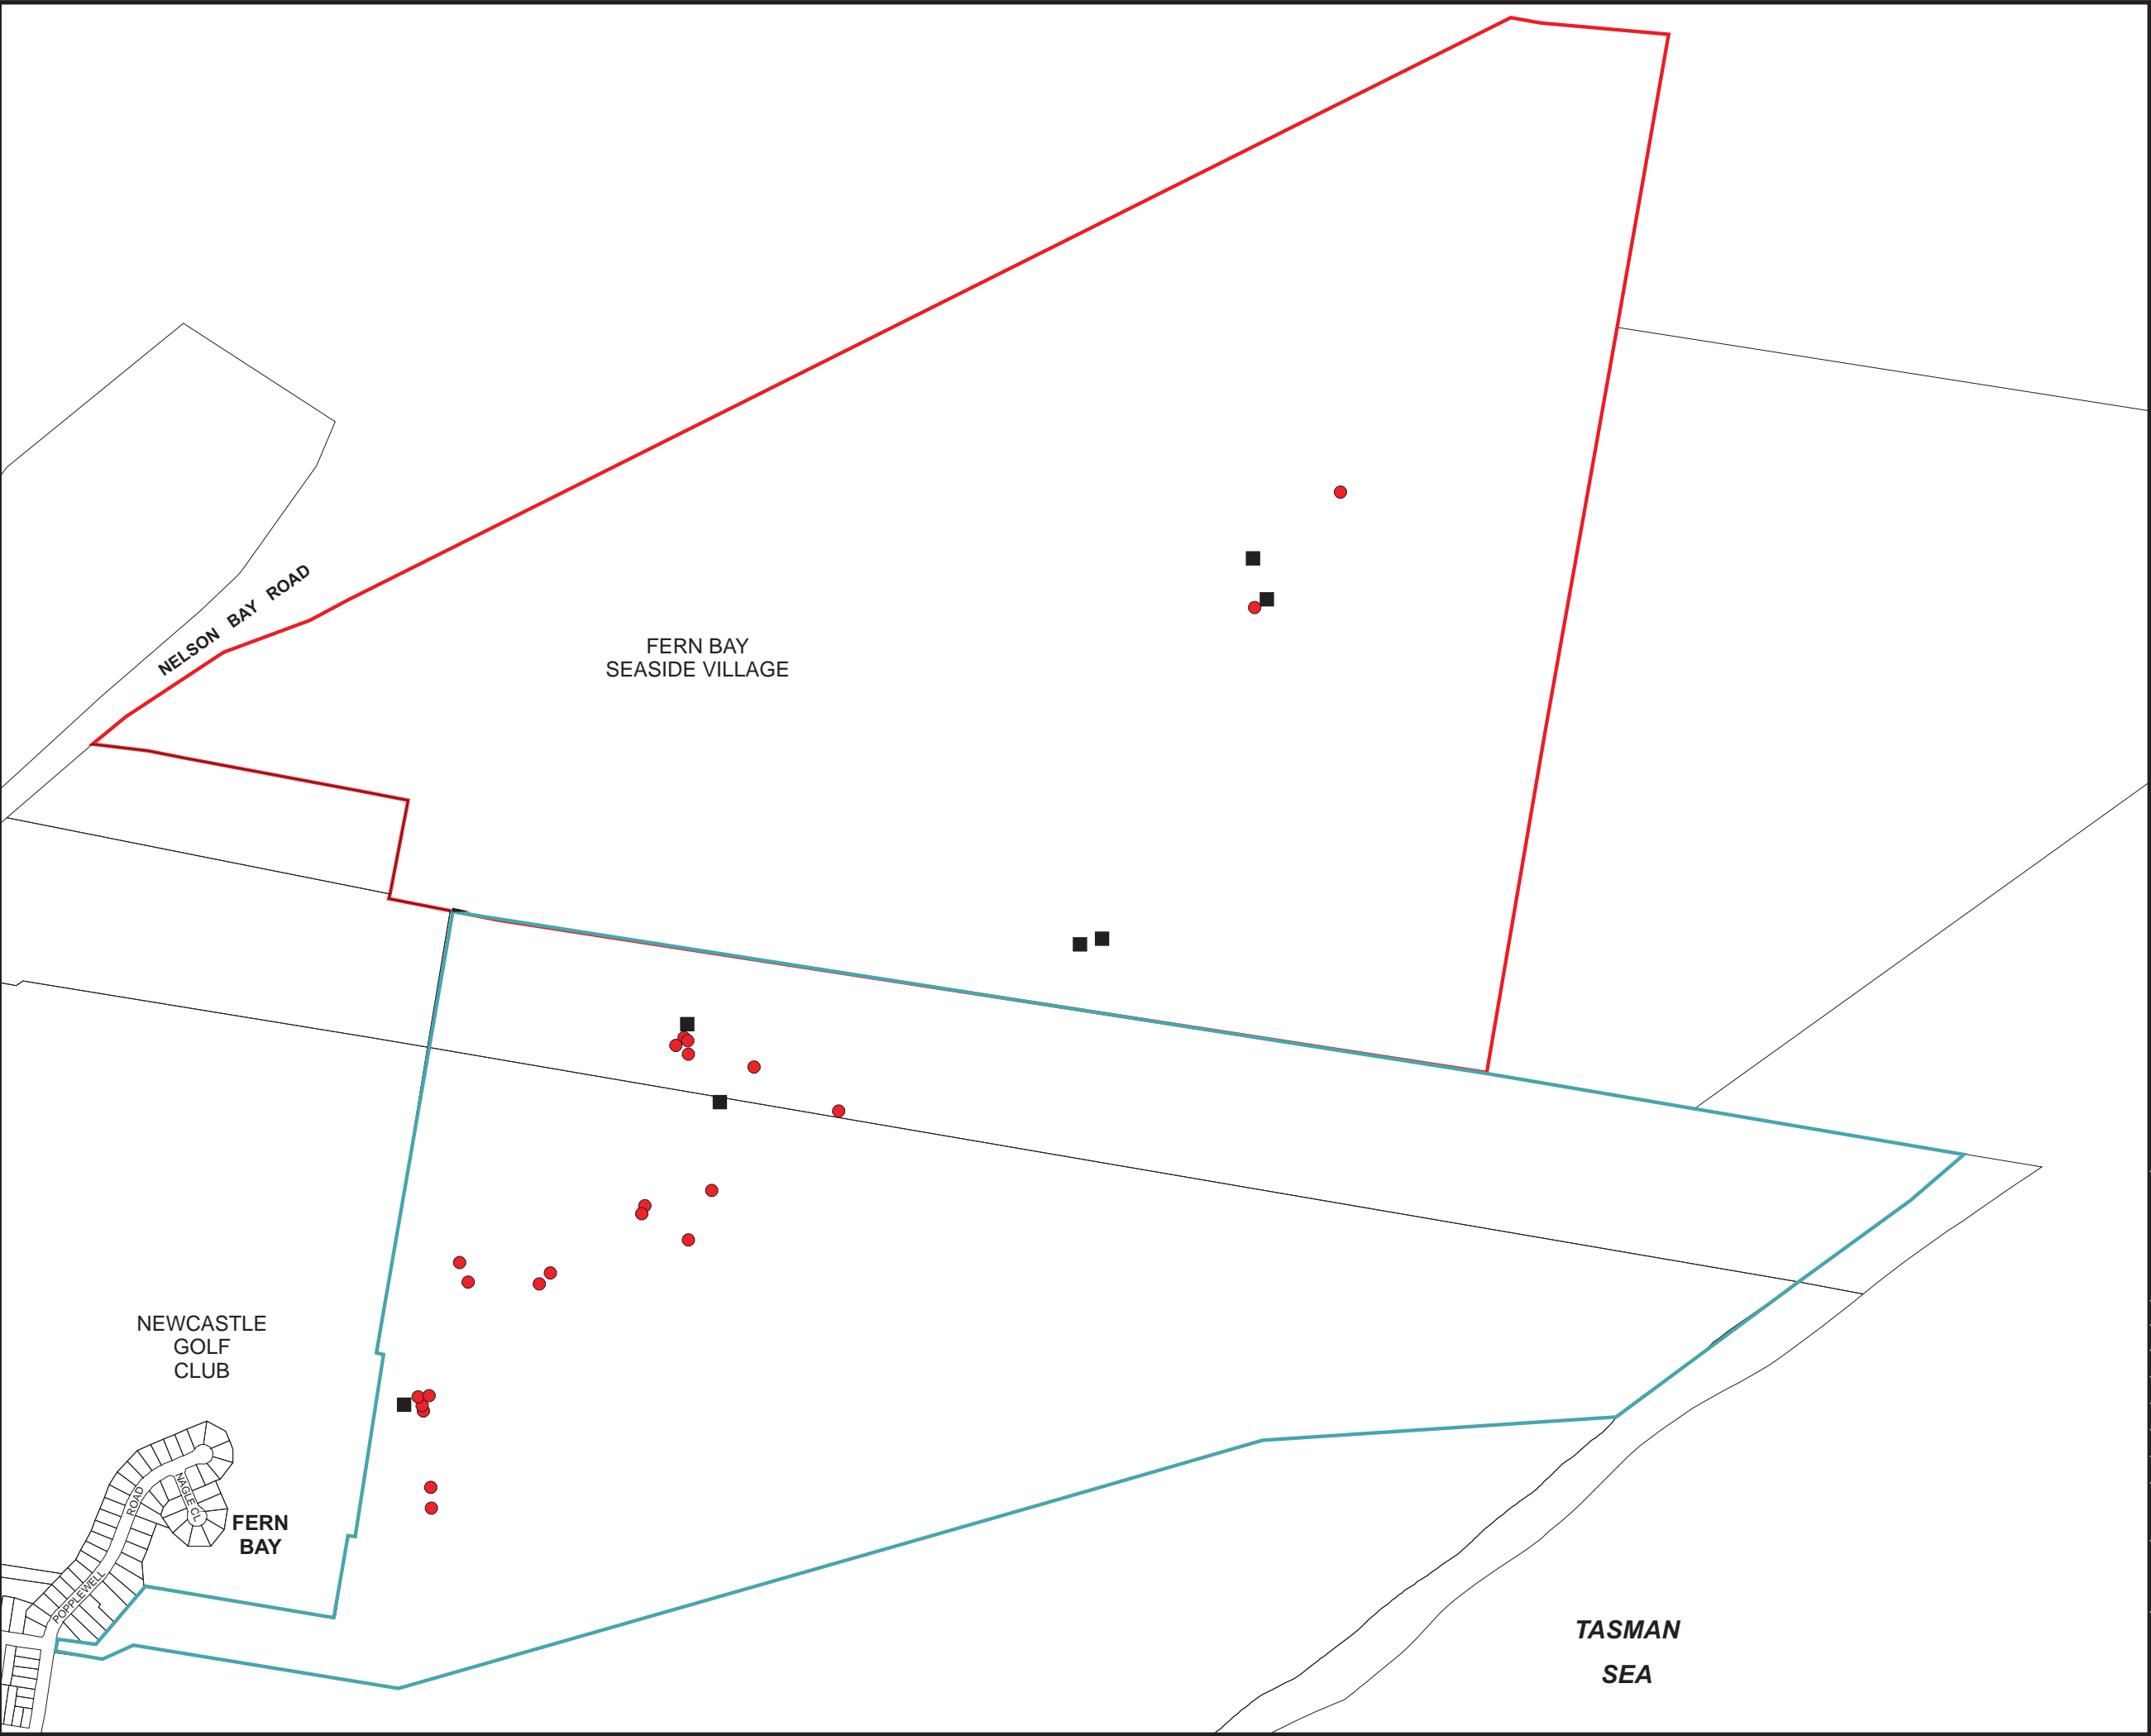 NELSON BAY ROAD
FERN BAY
SEASIDE VILLAGE
NEWCASTLE
GOLF
CLUB
NAGLE CL
ROAD
FERN
BAY
POPPLEWELL
TASMAN
SEA